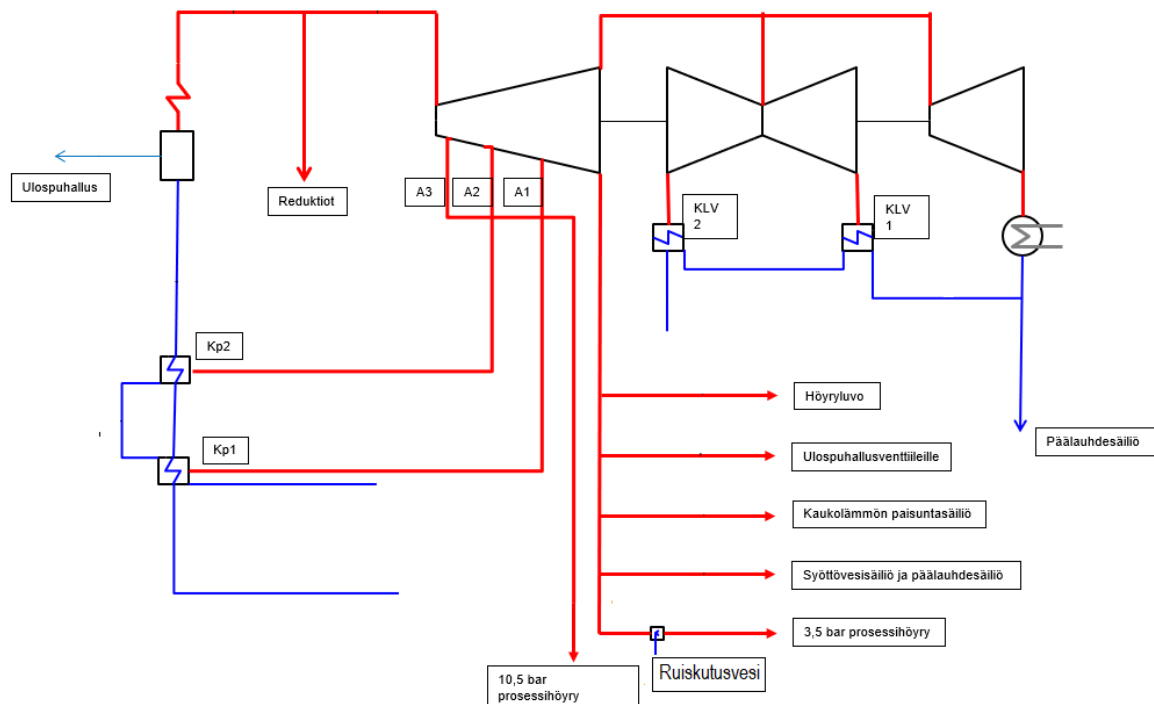 Ulospuhallus
Reduktiot
A3
A2
A1
KLV
2
KLV
1
Kp2
Kp1
Höyryluvo
Päälauhdesäiliö
Ulospuhallusventtiileille
Kaukolämmön paisuntasäiliö
Syöttövesisäiliö ja päälauhdesäiliö
3,5 bar prosessihöyry
Ruiskutusvesi
10,5 bar
prosessihöyry